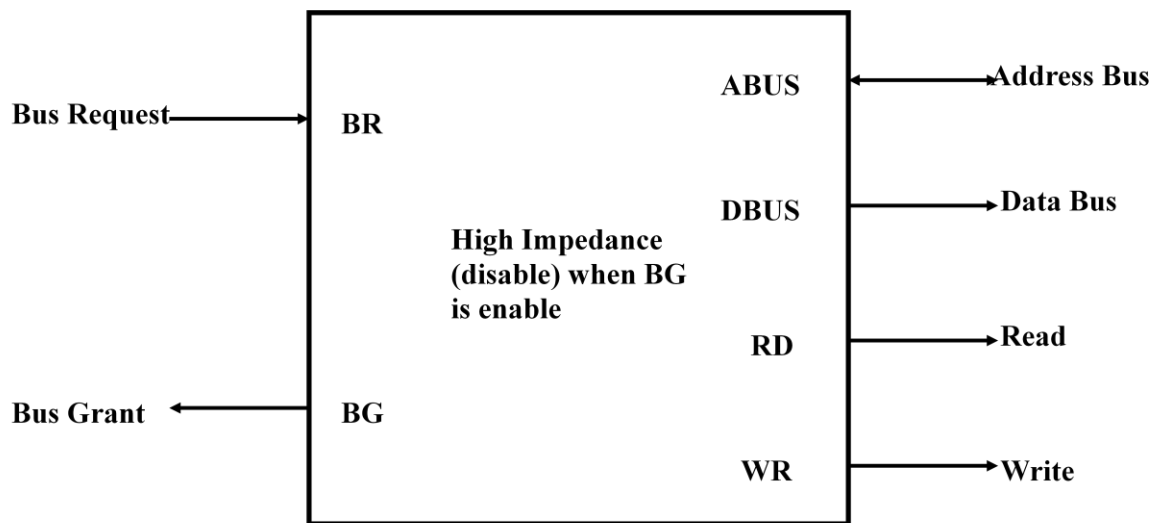 ABUS
Address Bus
Bus Request
BR
DBUS
Data Bus
High Impedance
(disable) when BG
is enable
RD
Read
Bus Grant
BG
WR
Write